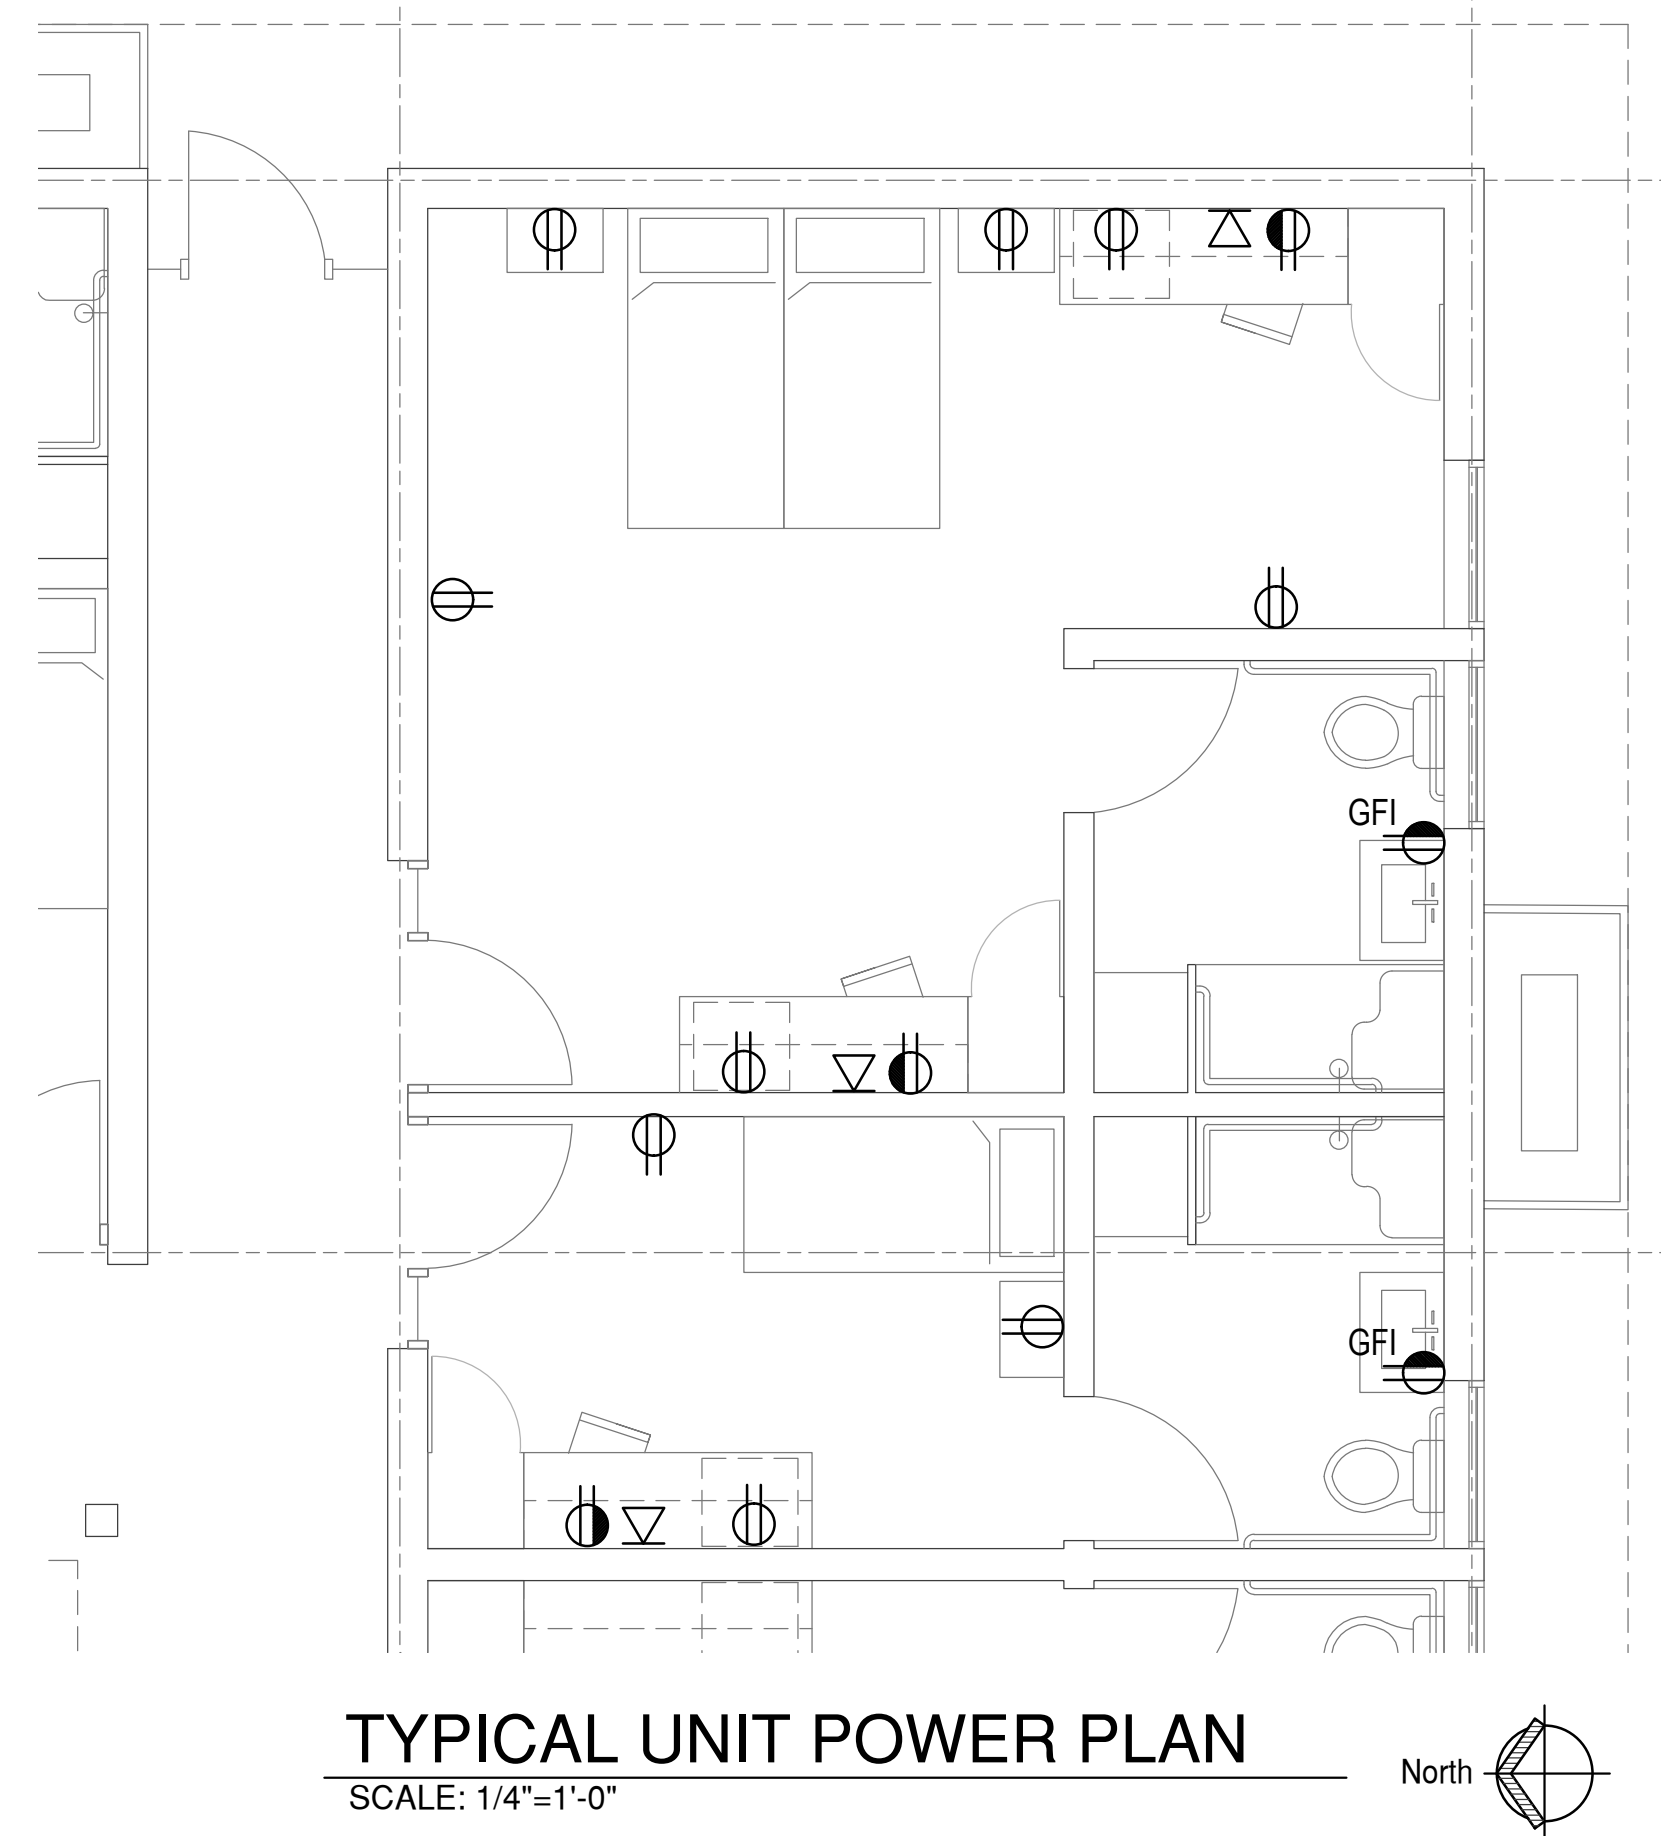 GFI
GFI
TYPICAL UNIT POWER PLAN
SCALE: 1/4"=1'-0"
North